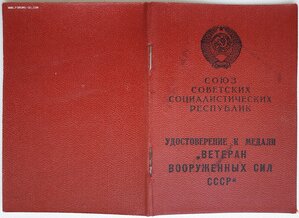 СОЮЗ
СОВЕТСКИХ
СОЦИАЛИСТИЧЕСКИХ
РЕСПУБЛИК
УДОСТОВЕРЕНИЕ К МЕДАЛИ
„ВЕТЕРАН
ВООРУЖЕННЫХ СИЛ
СССР“